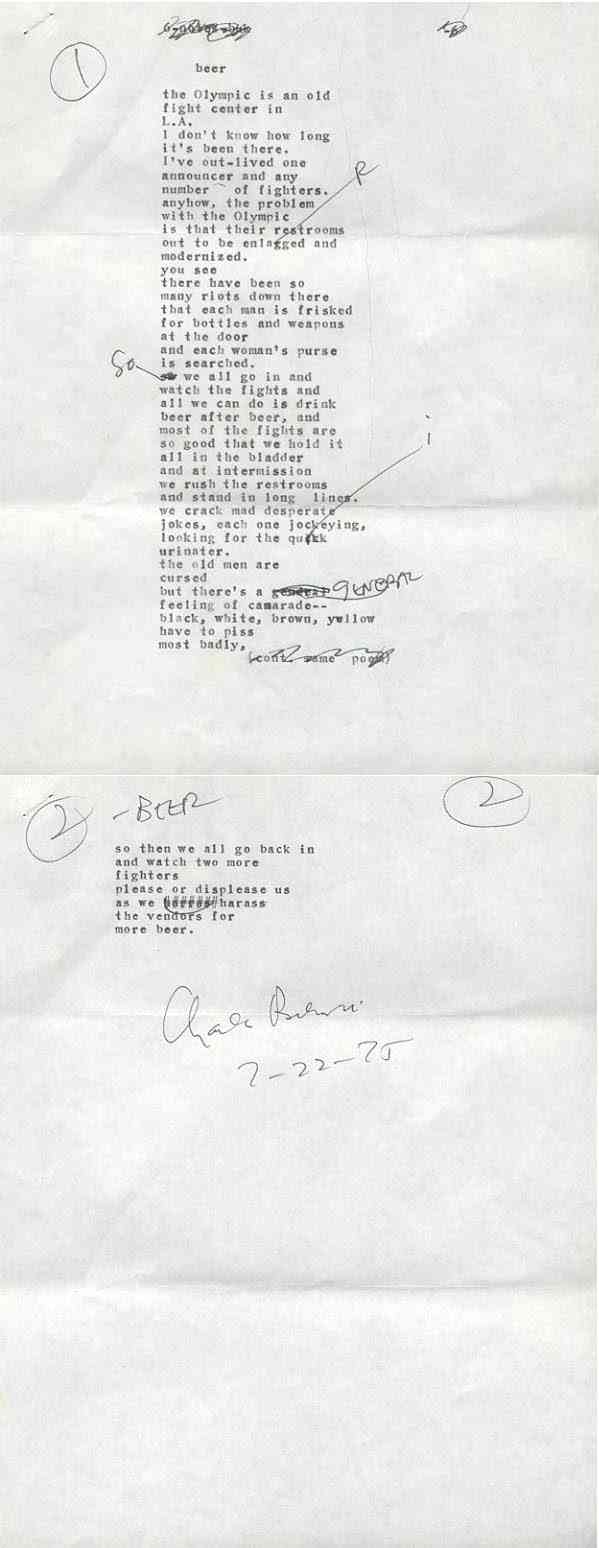 1
beer
the Olympic is an old
fight center in
L.A.
I don't know how long
it's been there.
I've out-lived one
announcer and any
number of fighters.
anyhow, the problem
R
with the Olympic
is that their restrooms
out to be enlagged and
modernized.
you see
there have been so
many riots down there
that each man is frisked
for bottles and weapons
at the door
and each woman's purse
is searched.
So we all go in and
watch the fights and
all we can do is drink
beer after beer, and
most of the fights are
so good that we hold it
i
all in the bladder
and at intermission
we rush the restrooms
and stand in long lines.
we crack mad desperate
jokes, each one jockeying,
looking for the quick
urinater.
the old men are
cursed
but there's a general GENERAL
feeling of camarade--
black, white, brown, yellow
have to piss
most badly,
(cont. same poem)
2 - BEER 2
so then we all go back in
and watch two more
fighters
please or displease us
as we harass
the vendors for
more beer.
7-22-75